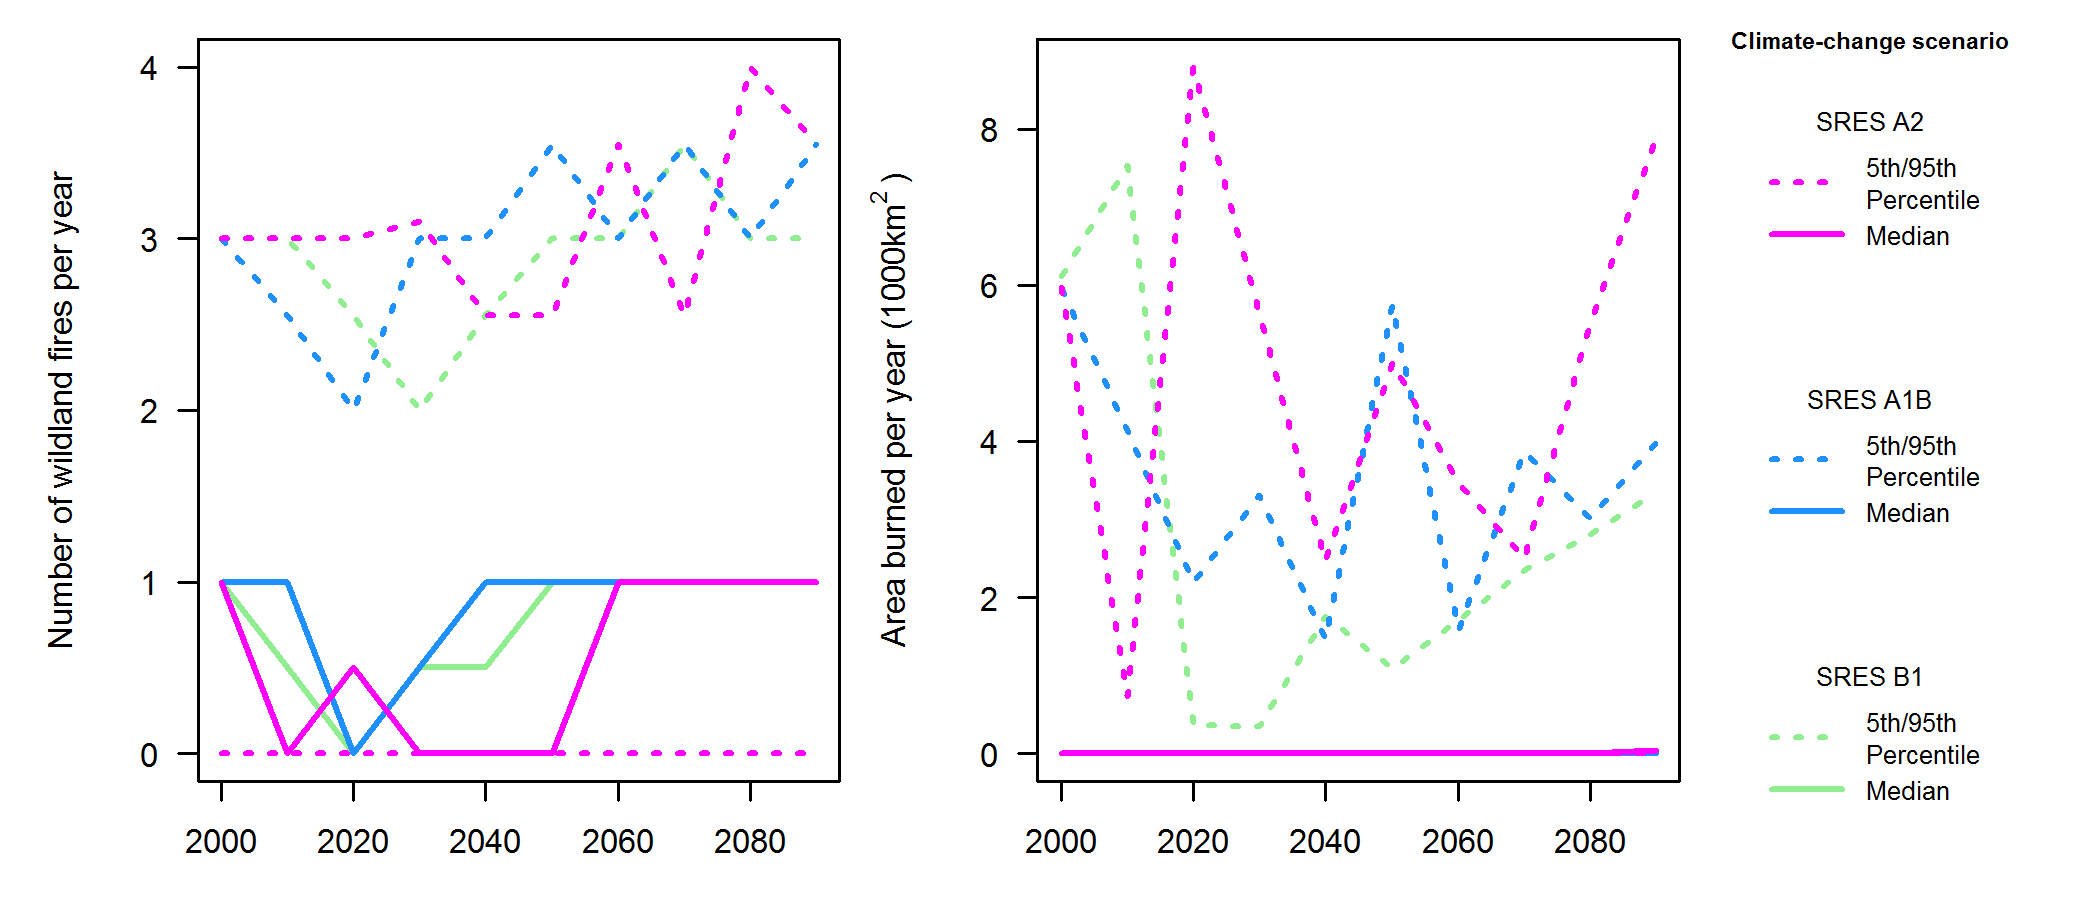 Number of wildland fires per year
4
3
2
1
0
2000 2020 2040 2060 2080
Area burned per year (1000km²)
8
6
4
2
0
2000 2020 2040 2060 2080
Climate-change scenario
SRES A2
5th/95th
Percentile
Median
SRES A1B
5th/95th
Percentile
Median
SRES B1
5th/95th
Percentile
Median